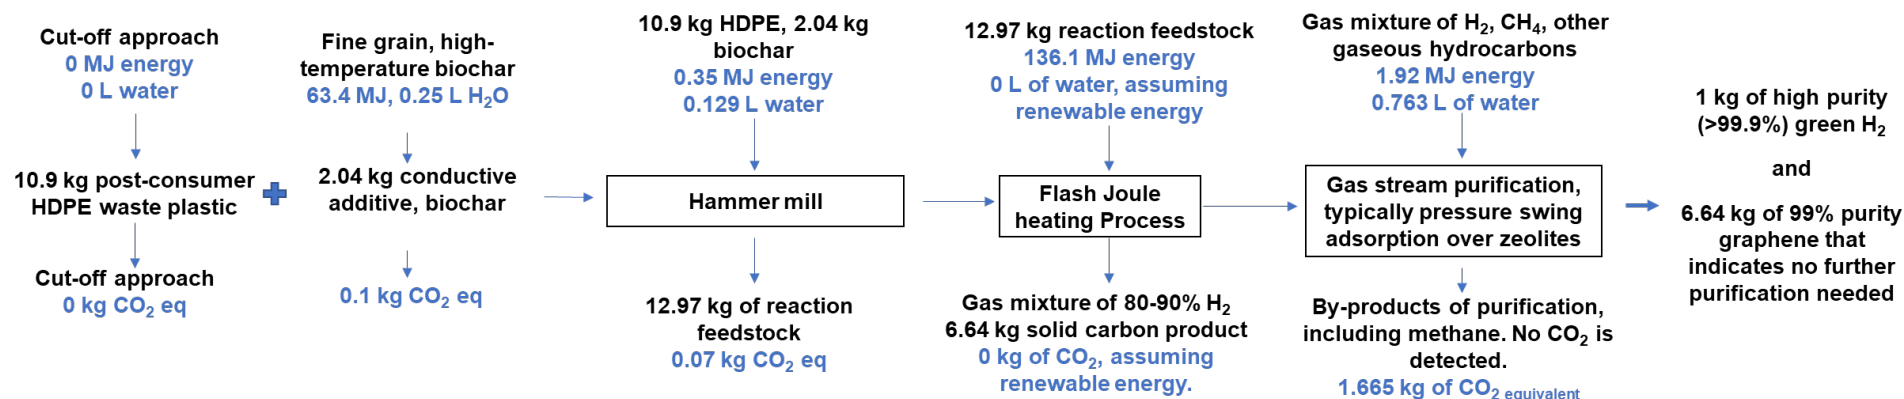 Cut-off approach
0 MJ energy
0 L water
10.9 kg post-consumer
HDPE waste plastic
Cut-off approach
0 kg CO₂ eq
Fine grain, high-
temperature biochar
63.4 MJ, 0.25 L H₂O
2.04 kg conductive
additive, biochar
0.1 kg CO₂ eq
10.9 kg HDPE, 2.04 kg
biochar
0.35 MJ energy
0.129 L water
Hammer mill
12.97 kg of reaction
feedstock
0.07 kg CO₂ eq
12.97 kg reaction feedstock
136.1 MJ energy
0 L of water, assuming
renewable energy
Flash Joule
heating Process
Gas mixture of 80-90% H₂
6.64 kg solid carbon product
0 kg of CO₂, assuming
renewable energy.
Gas mixture of H₂, CH₄, other
gaseous hydrocarbons
1.92 MJ energy
0.763 L of water
Gas stream purification,
typically pressure swing
adsorption over zeolites
By-products of purification,
including methane. No CO₂ is
detected.
1.665 kg of CO₂ equivalent
1 kg of high purity
(>99.9%) green H₂
and
6.64 kg of 99% purity
graphene that
indicates no further
purification needed